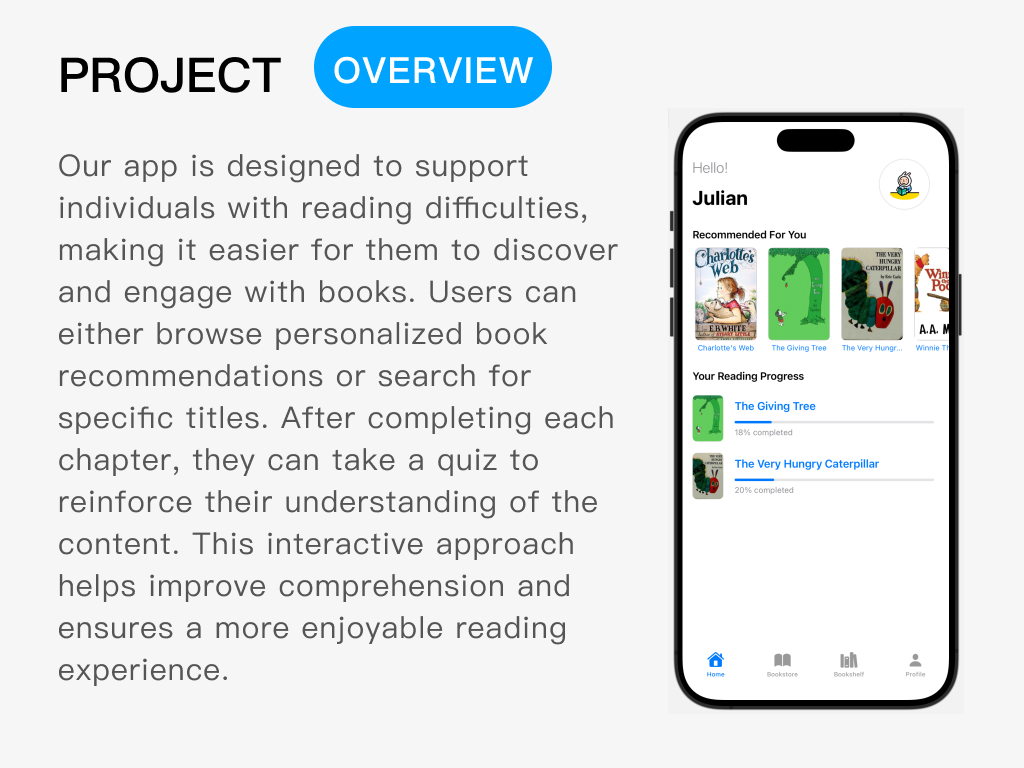 PROJECT OVERVIEW
Our app is designed to support
individuals with reading difficulties,
making it easier for them to discover
and engage with books. Users can
either browse personalized book
recommendations or search for
specific titles. After completing each
chapter, they can take a quiz to
reinforce their understanding of the
content. This interactive approach
helps improve comprehension and
ensures a more enjoyable reading
experience.
Hello!
Julian
Recommended For You
Charlotte's
Web
E.B.WHITE
THE VERY
HUNGRY
CATERPILLAR
by Eric Carle
A.A. M
Charlotte's Web
The Giving Tree
The Very Hungr...
Winnie Th
Your Reading Progress
The Giving Tree
18% completed
The Very Hungry Caterpillar
20% completed
Home
Bookstore
Bookshelf
Profile